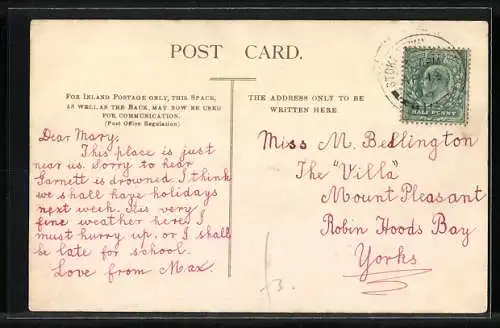 POST CARD.
FOR INLAND POSTAGE ONLY, THIS SPACE,
AS WELL AS THE BACK, MAY NOW BE USED
FOR COMMUNICATION.
(Post Office Regulation)
THE ADDRESS ONLY TO BE
WRITTEN HERE
HALF PENNY
Dear Mary.
This place is just
near us. Sorry to hear
Garnett is drowned I think
we shall have holidays
next week. Its very
fine weather here. I
must hurry up. or I shall
be late for school.
Love from Max.
Miss M. Bedlington
The "Villa"
Mount Pleasant
Robin Hoods Bay
Yorks